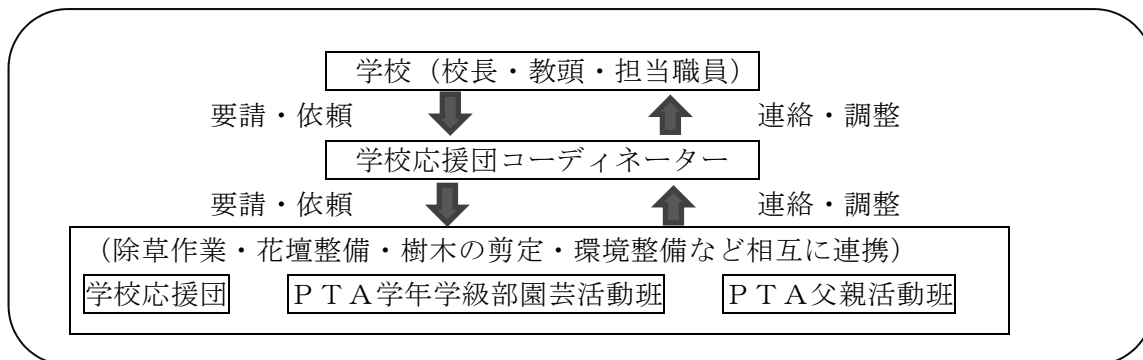 学校（校長・教頭・担当職員）
要請・依頼 連絡・調整
学校応援団コーディネーター
要請・依頼 連絡・調整
（除草作業・花壇整備・樹木の剪定・環境整備など相互に連携）
学校応援団 ＰＴＡ学年学級部園芸活動班 ＰＴＡ父親活動班